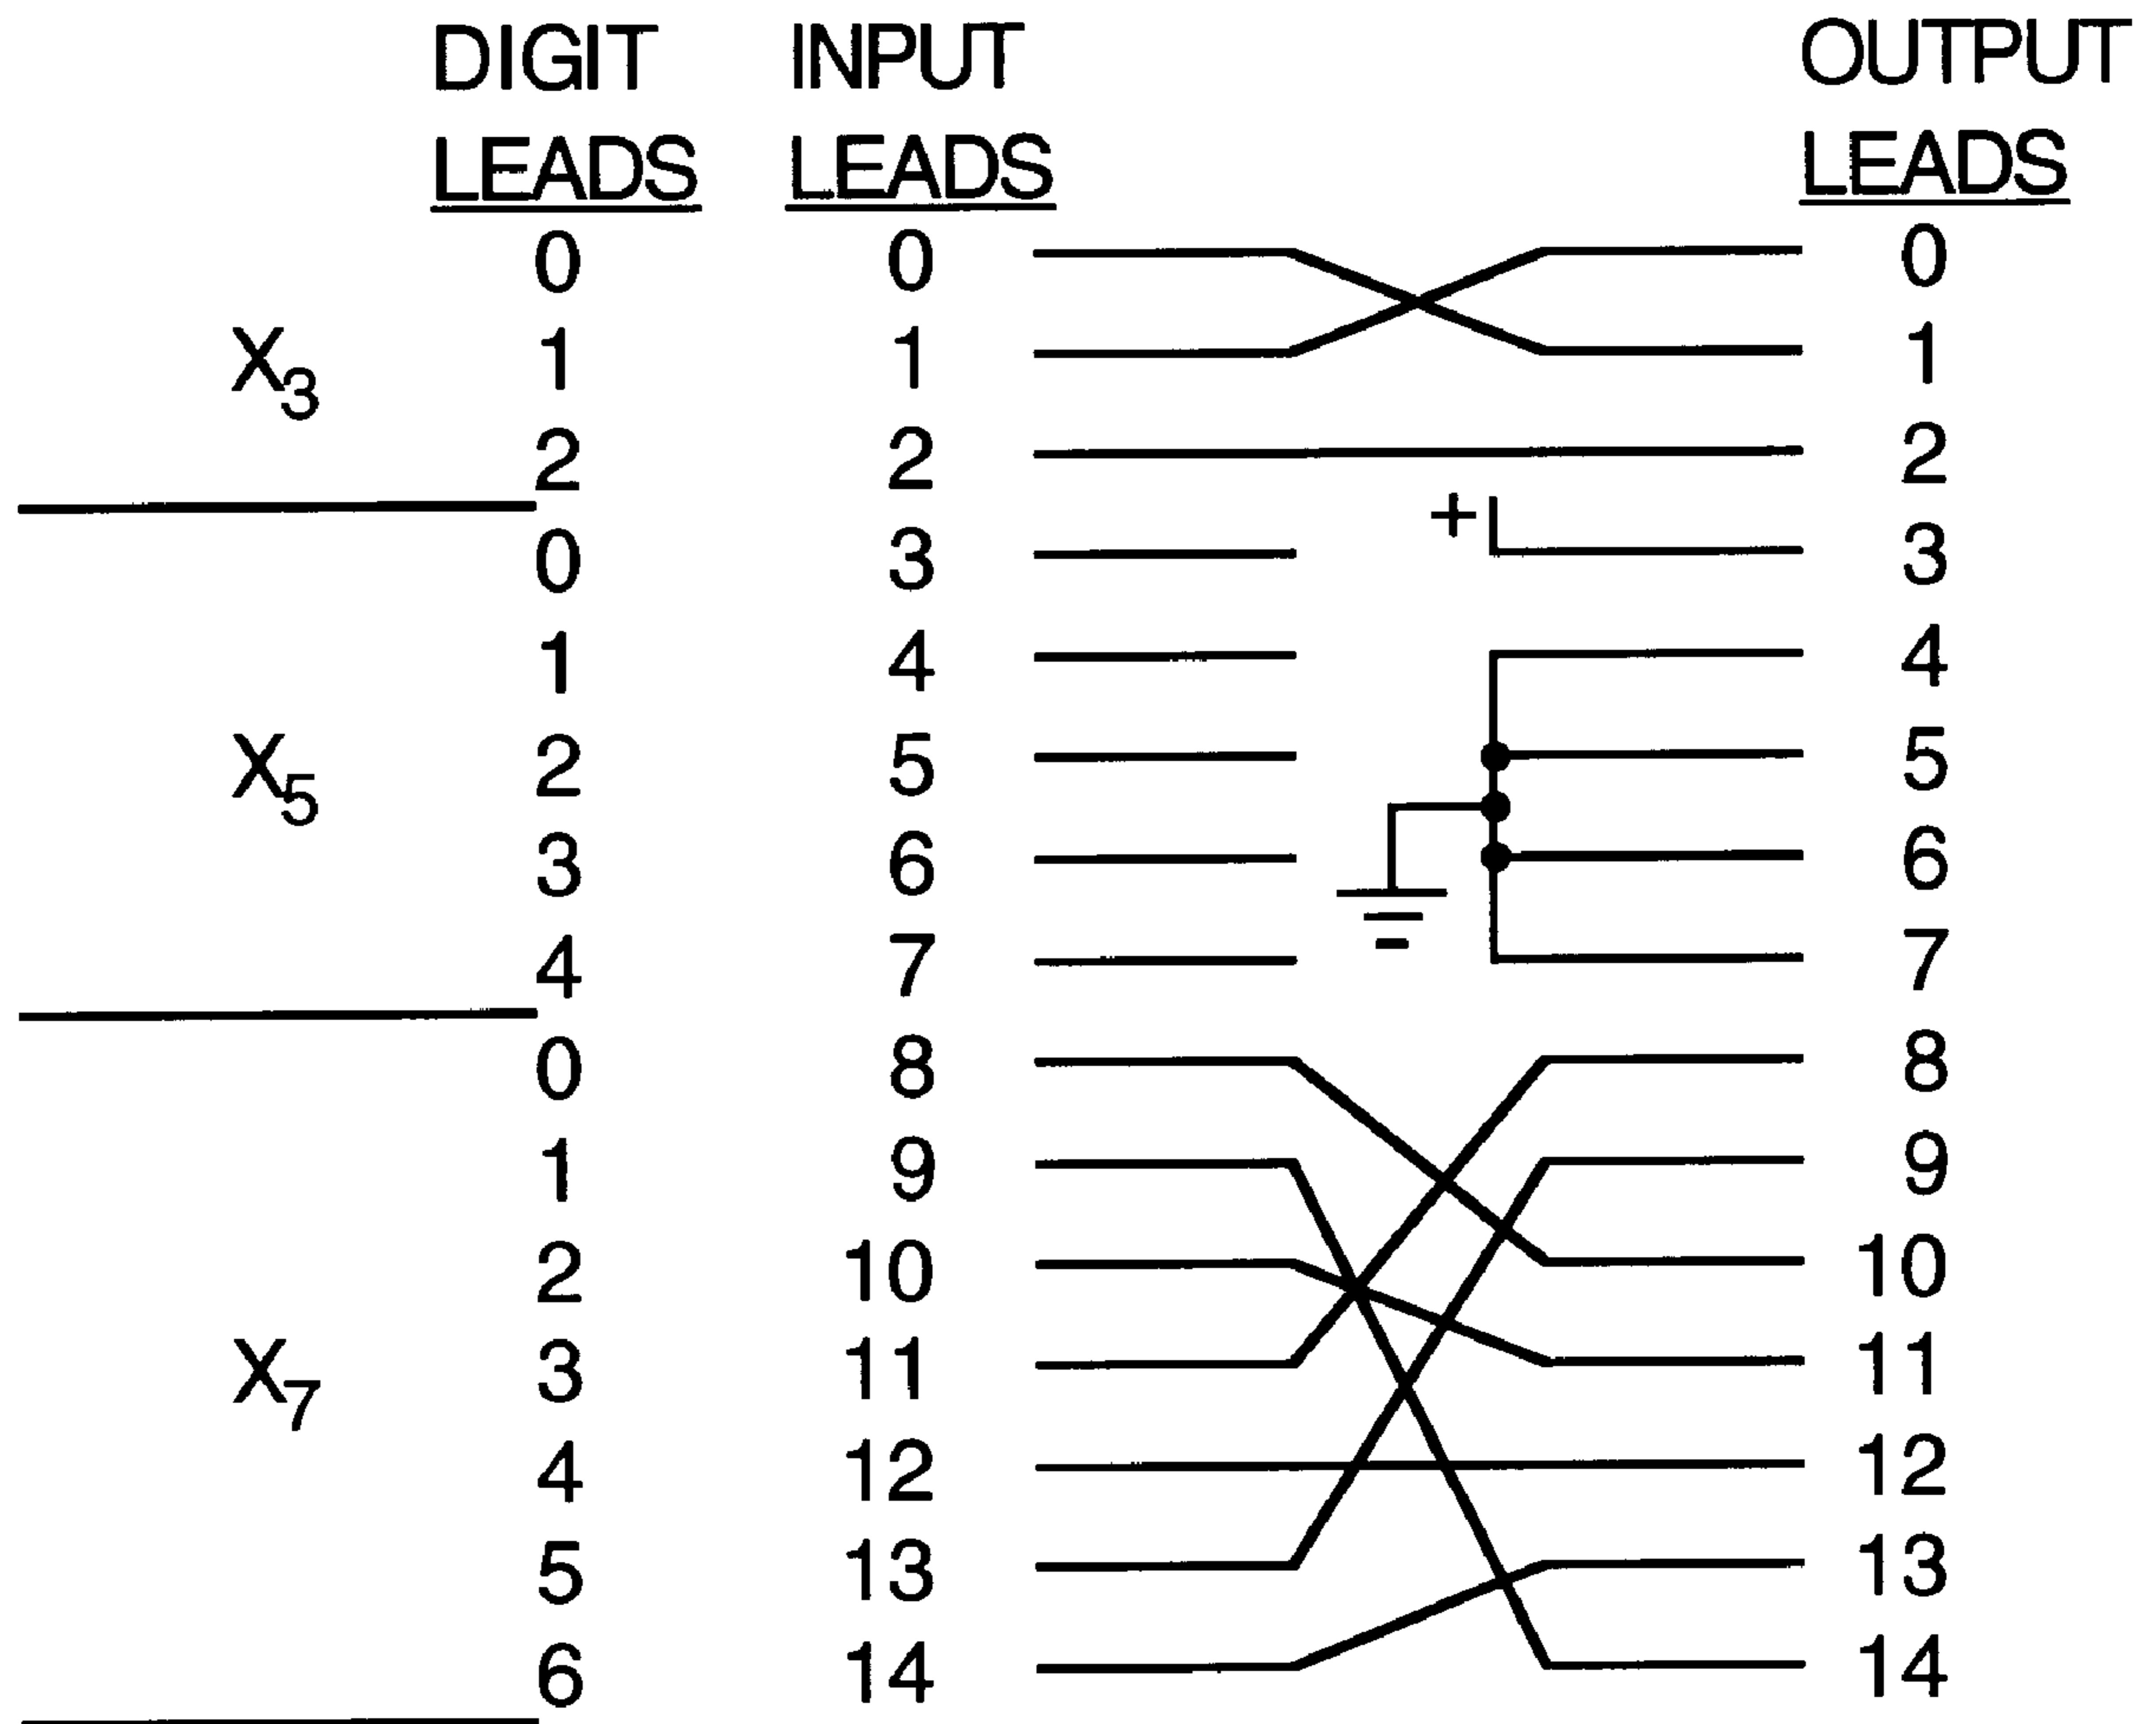 DIGIT INPUT OUTPUT
LEADS LEADS LEADS
0 0 0
X3 1 1 1
2 2 2
+
0 3 3
1 4 4
X5 2 5 5
3 6 6
4 7 7
0 8 8
1 9 9
2 10 10
X7 3 11 11
4 12 12
5 13 13
6 14 14